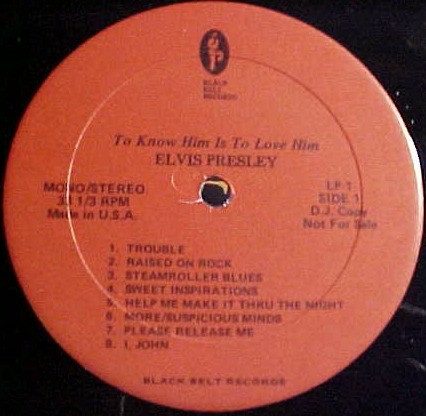 BLACK
BELT
RECORDS
To Know Him Is To Love Him
ELVIS PRESLEY
MONO/STEREO
33 1/3 RPM
Made in U.S.A.
LP-1
SIDE 1
D.J. Copy
Not For Sale
1. TROUBLE
2. RAISED ON ROCK
3. STEAMROLLER BLUES
4. SWEET INSPIRATIONS
5. HELP ME MAKE IT THRU THE NIGHT
6. MORE/SUSPICIOUS MINDS
7. PLEASE RELEASE ME
8. I, JOHN
BLACK BELT RECORDS